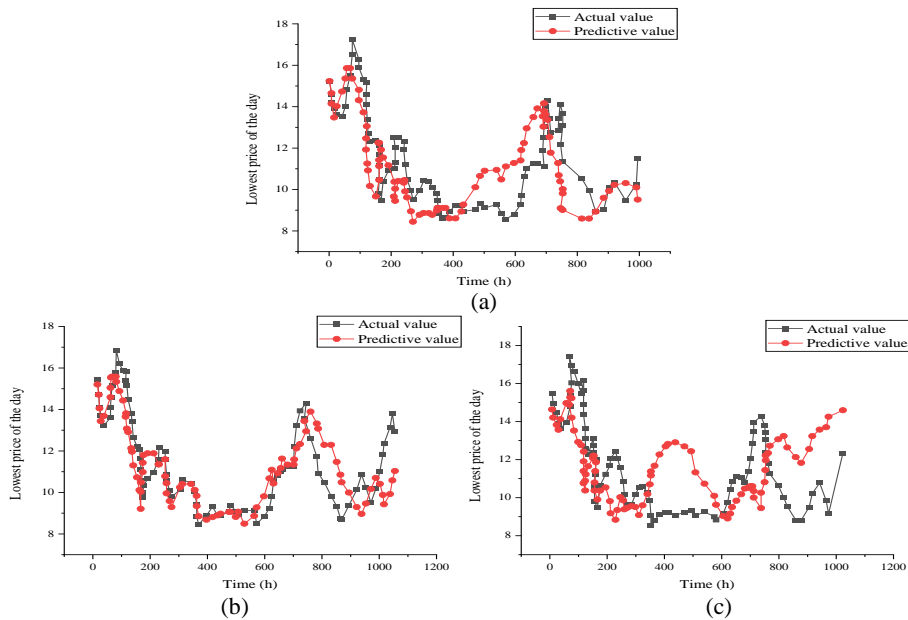 Actual value
Predictive value
18
16
14
12
10
8
Lowest price of the day
0
200
400
600
800
1000
Time (h)
(a)
Actual value
Predictive value
18
16
14
12
10
8
Lowest price of the day
0
200
400
600
800
1000
1200
Time (h)
(b)
Actual value
Predictive value
18
16
14
12
10
8
Lowest price of the day
0
200
400
600
800
1000
1200
Time (h)
(c)